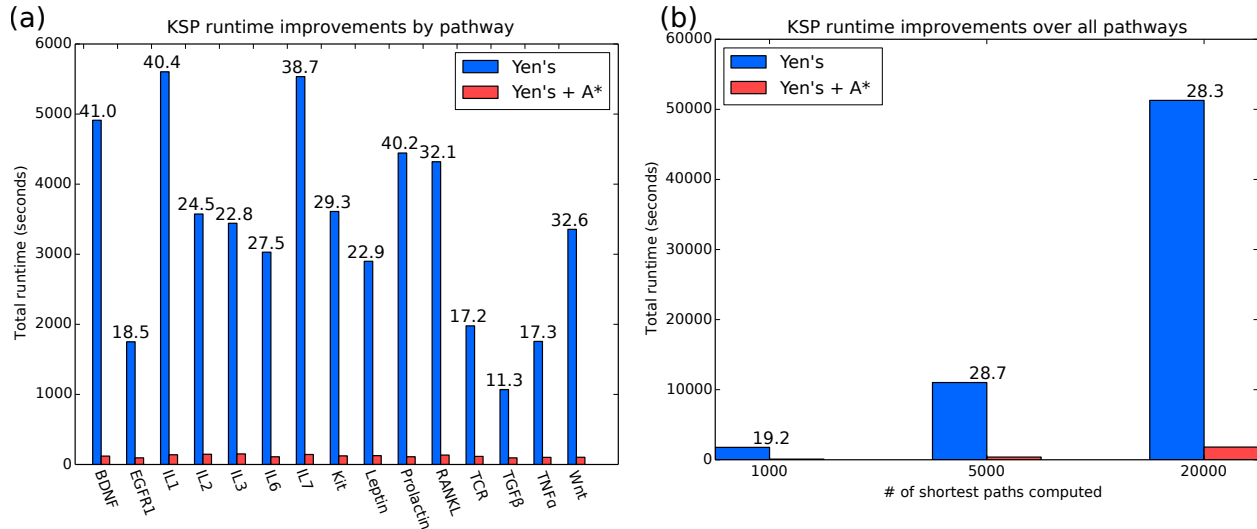 (a)
KSP runtime improvements by pathway
Total runtime (seconds)
6000
5000
4000
3000
2000
1000
0
Yen's
Yen's + A*
41.0
18.5
40.4
24.5
22.8
27.5
38.7
29.3
22.9
40.2
32.1
17.2
11.3
17.3
32.6
BDNF
EGFR1
IL1
IL2
IL3
IL6
IL7
Kit
Leptin
Prolactin
RANKL
TCR
TGFβ
TNFα
Wnt
(b)
KSP runtime improvements over all pathways
Total runtime (seconds)
60000
50000
40000
30000
20000
10000
0
Yen's
Yen's + A*
19.2
28.7
28.3
1000
5000
20000
# of shortest paths computed